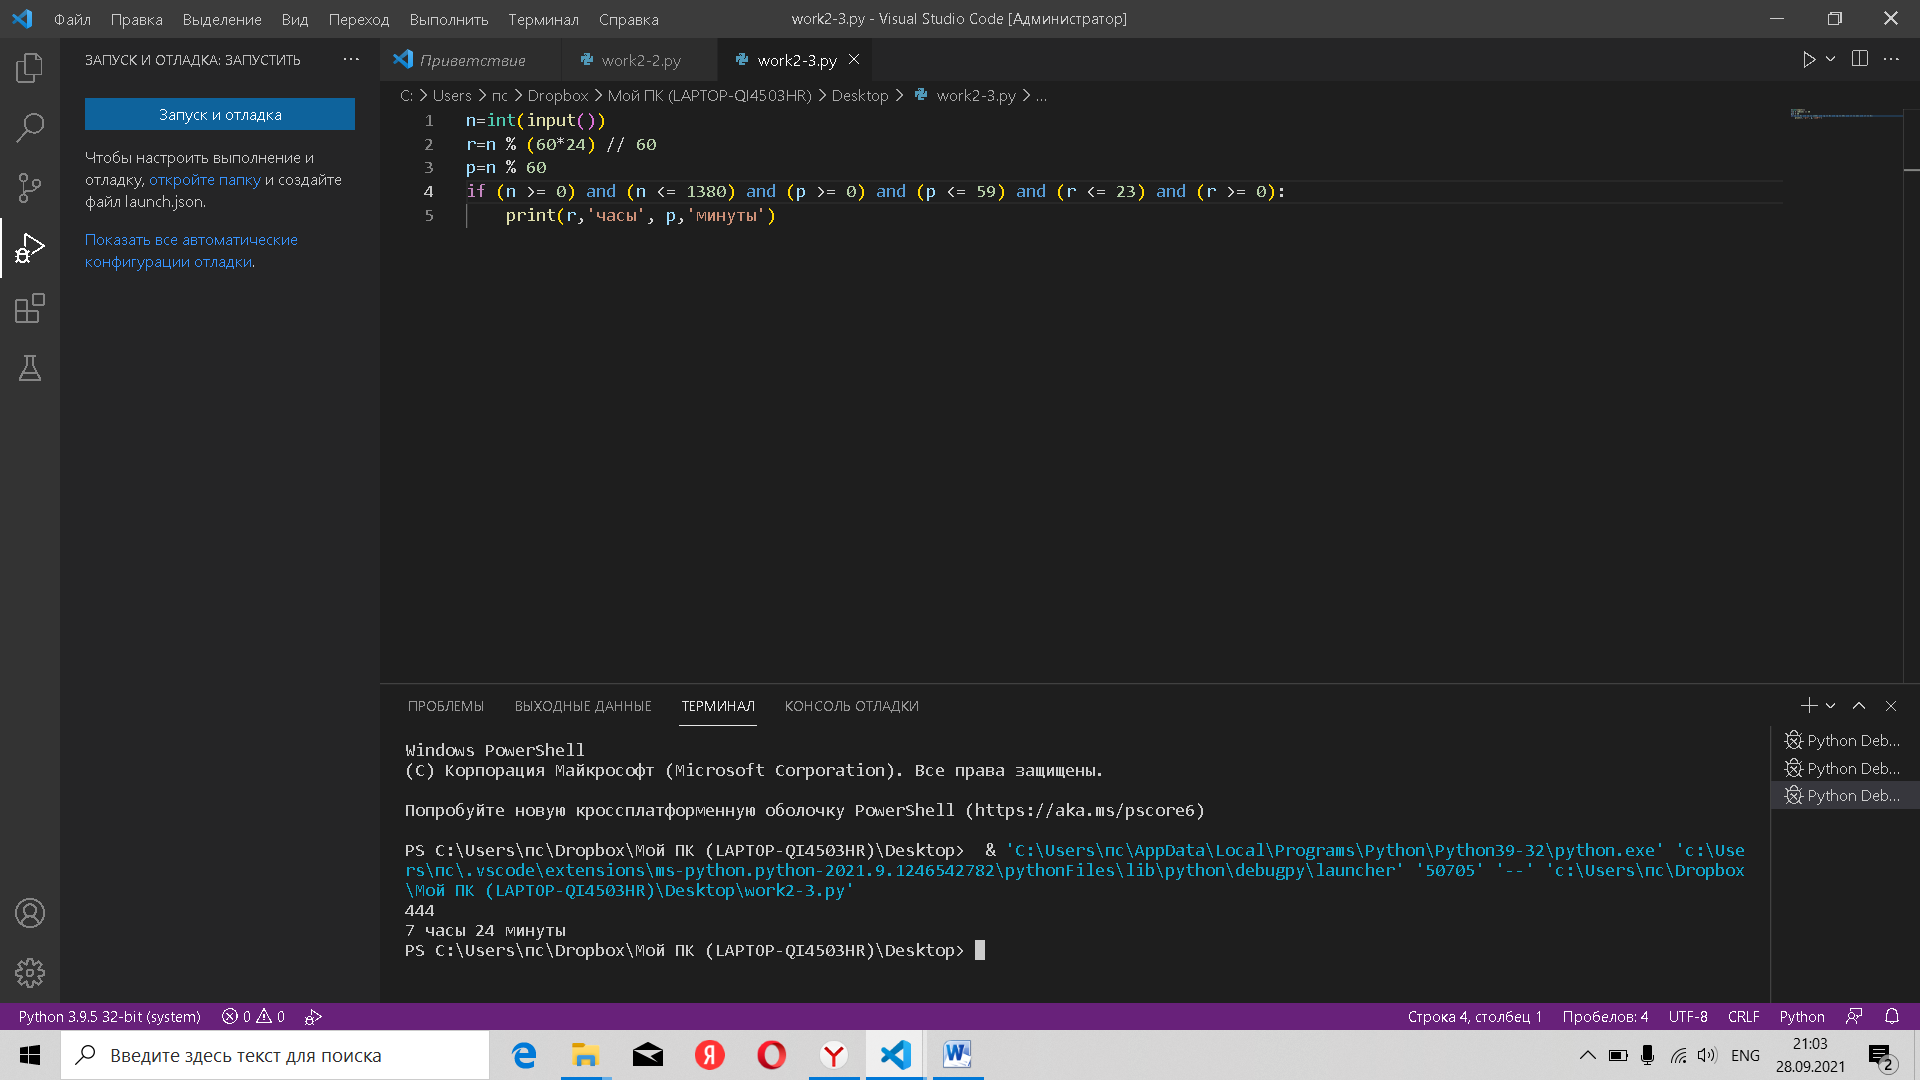 Файл Правка Выделение Вид Переход Выполнить Терминал Справка
work2-3.py - Visual Studio Code [Администратор]
ЗАПУСК И ОТЛАДКА: ЗАПУСТИТЬ
Запуск и отладка
Чтобы настроить выполнение и
отладку, откройте папку и создайте
файл launch.json.
Показать все автоматические
конфигурации отладки.
Приветствие work2-2.py work2-3.py
C: > Users > пс > Dropbox > Мой ПК (LAPTOP-QI4503HR) > Desktop > work2-3.py > ...
1 n=int(input())
2 r=n % (60*24) // 60
3 p=n % 60
4 if (n >= 0) and (n <= 1380) and (p >= 0) and (p <= 59) and (r <= 23) and (r >= 0):
5 print(r,'часы', p,'минуты')
ПРОБЛЕМЫ ВЫХОДНЫЕ ДАННЫЕ ТЕРМИНАЛ КОНСОЛЬ ОТЛАДКИ
Windows PowerShell
(C) Корпорация Майкрософт (Microsoft Corporation). Все права защищены.
Попробуйте новую кроссплатформенную оболочку PowerShell (https://aka.ms/pscore6)
PS C:\Users\пс\Dropbox\Мой ПК (LAPTOP-QI4503HR)\Desktop>  & 'C:\Users\пс\AppData\Local\Programs\Python\Python39-32\python.exe' 'c:\Use
rs\пс\.vscode\extensions\ms-python.python-2021.9.1246542782\pythonFiles\lib\python\debugpy\launcher' '50705' '--' 'c:\Users\пс\Dropbox
\Мой ПК (LAPTOP-QI4503HR)\Desktop\work2-3.py'
444
7 часы 24 минуты
PS C:\Users\пс\Dropbox\Мой ПК (LAPTOP-QI4503HR)\Desktop>
Python Deb...
Python Deb...
Python Deb...
Python 3.9.5 32-bit (system) 0 0
Строка 4, столбец 1 Пробелов: 4 UTF-8 CRLF Python
Введите здесь текст для поиска
ENG
21:03
28.09.2021
2